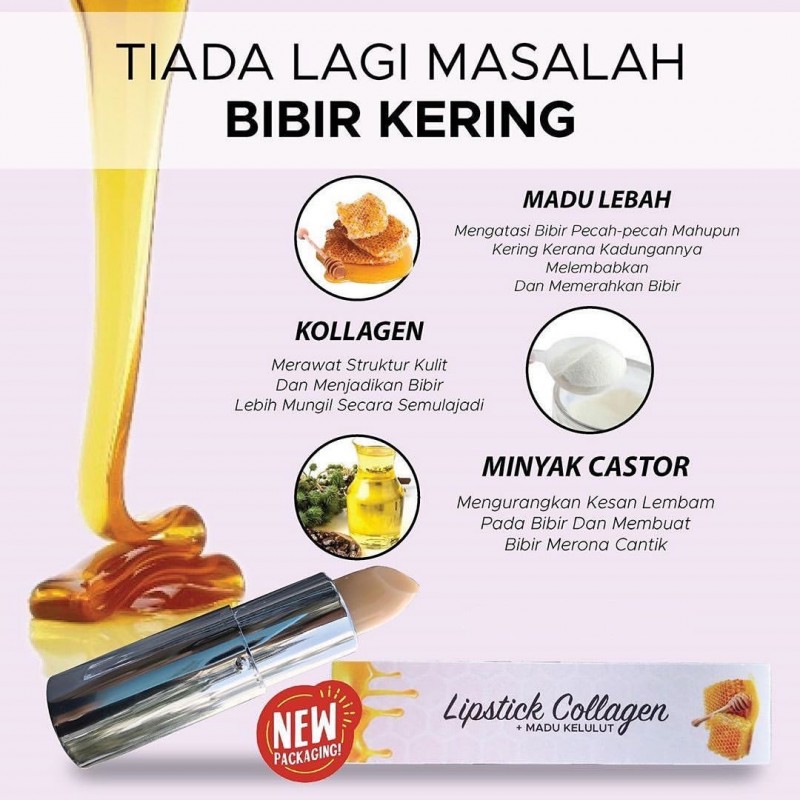 TIADA LAGI MASALAH
BIBIR KERING
MADU LEBAH
Mengatasi Bibir Pecah-pecah Mahupun
Kering Kerana Kadungannya
Melembabkan
Dan Memerahkan Bibir
KOLLAGEN
Merawat Struktur Kulit
Dan Menjadikan Bibir
Lebih Mungil Secara Semulajadi
MINYAK CASTOR
Mengurangkan Kesan Lembam
Pada Bibir Dan Membuat
Bibir Merona Cantik
NEW
PACKAGING!
Lipstick Collagen
+ MADU KELULUT